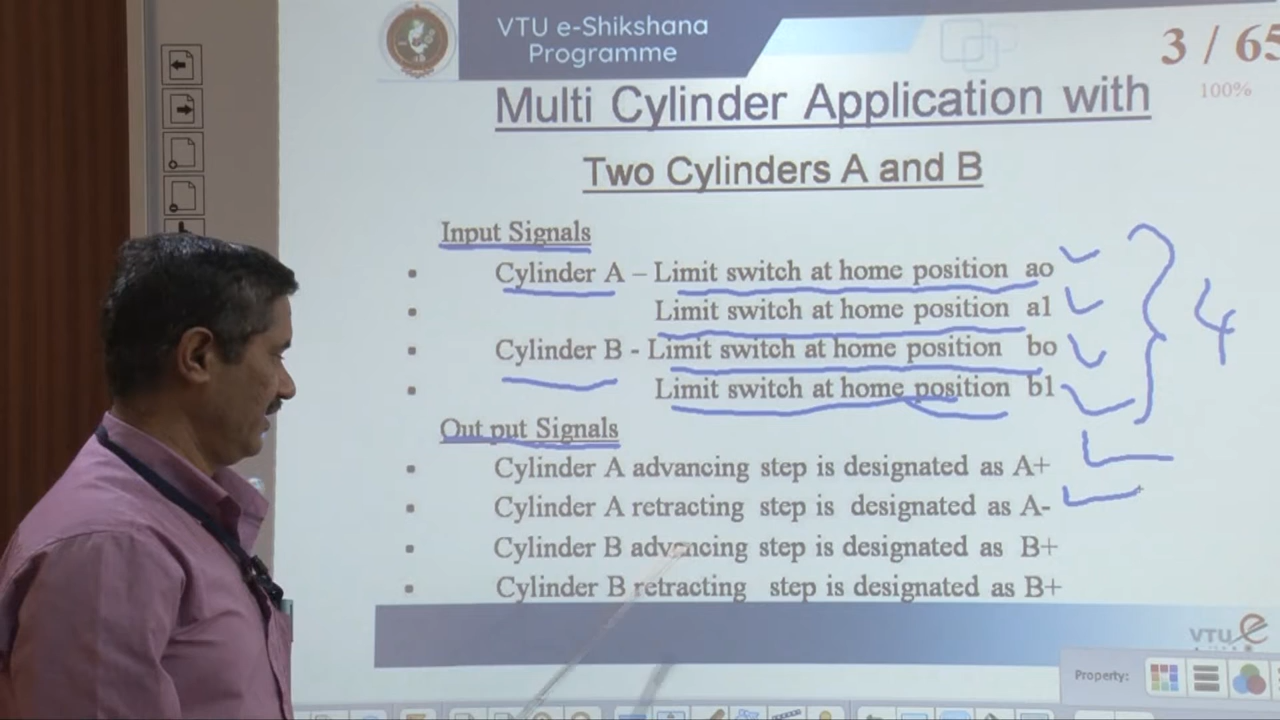 VTU e-Shikshana
Programme
3 / 65
100%
Multi Cylinder Application with
Two Cylinders A and B
Input Signals
• Cylinder A – Limit switch at home position ao
• Limit switch at home position a1
• Cylinder B - Limit switch at home position bo
• Limit switch at home position b1
4
Out put Signals
• Cylinder A advancing step is designated as A+
• Cylinder A retracting step is designated as A-
• Cylinder B advancing step is designated as B+
• Cylinder B retracting step is designated as B+
VTU e
Property: